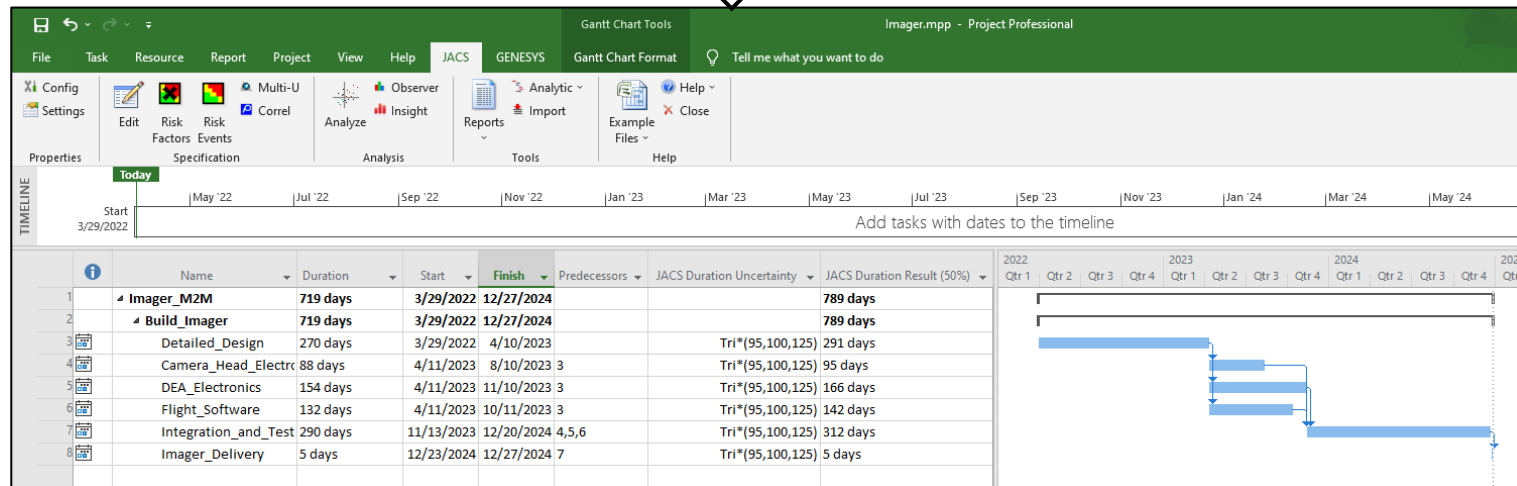 Gantt Chart Tools Imager.mpp - Project Professional
File Task Resource Report Project View Help JACS GENESYS Gantt Chart Format Tell me what you want to do
Config Multi-U Observer Analytic Help
Settings Correl Insight Import Close
Edit Risk Factors Risk Events Analyze Reports Example Files
Properties Specification Analysis Tools Help
TIMELINE
Today
May '22 Jul '22 Sep '22 Nov '22 Jan '23 Mar '23 May '23 Jul '23 Sep '23 Nov '23 Jan '24 Mar '24 May '24
Start
3/29/2022
Add tasks with dates to the timeline
Name Duration Start Finish Predecessors JACS Duration Uncertainty JACS Duration Result (50%)
2022 2023 2024 202
Qtr 1 Qtr 2 Qtr 3 Qtr 4 Qtr 1 Qtr 2 Qtr 3 Qtr 4 Qtr 1 Qtr 2 Qtr 3 Qtr 4 Qt
1 Imager_M2M 719 days 3/29/2022 12/27/2024 789 days
2 Build_Imager 719 days 3/29/2022 12/27/2024 789 days
3 Detailed_Design 270 days 3/29/2022 4/10/2023 Tri*(95,100,125) 291 days
4 Camera_Head_Electrc 88 days 4/11/2023 8/10/2023 3 Tri*(95,100,125) 95 days
5 DEA_Electronics 154 days 4/11/2023 11/10/2023 3 Tri*(95,100,125) 166 days
6 Flight_Software 132 days 4/11/2023 10/11/2023 3 Tri*(95,100,125) 142 days
7 Integration_and_Test 290 days 11/13/2023 12/20/2024 4,5,6 Tri*(95,100,125) 312 days
8 Imager_Delivery 5 days 12/23/2024 12/27/2024 7 Tri*(95,100,125) 5 days